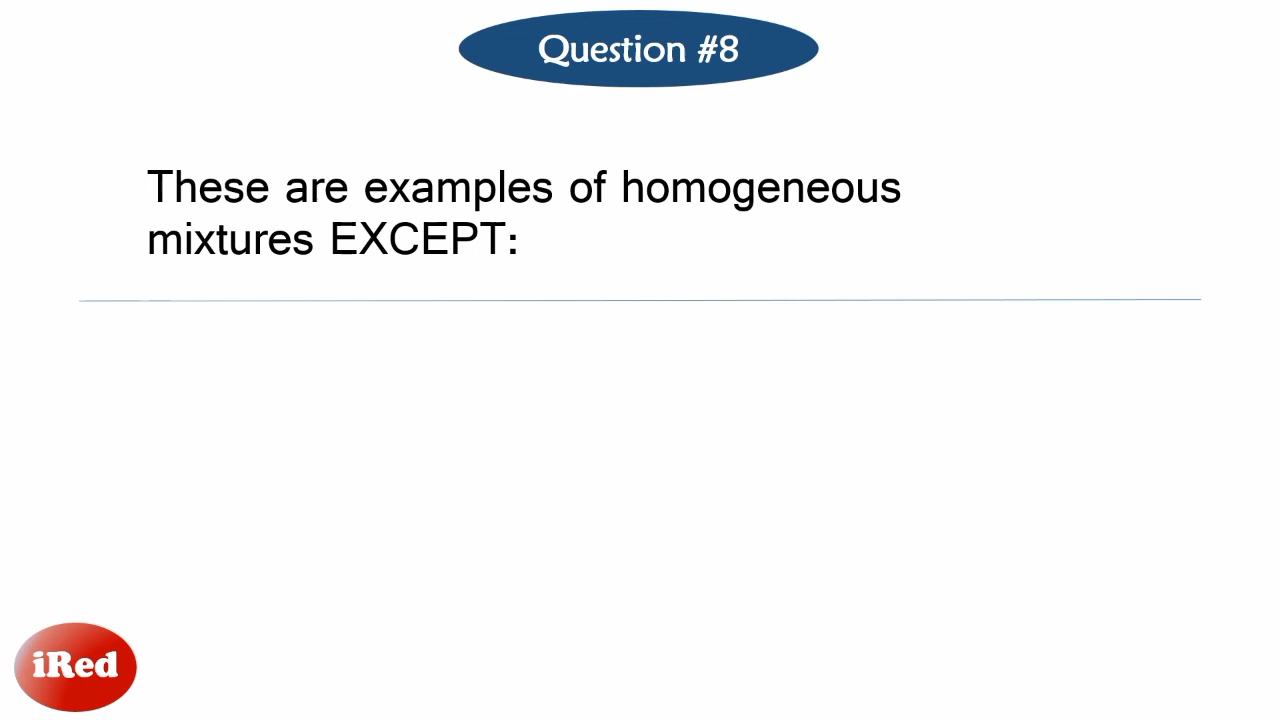 Question #8
These are examples of homogeneous
mixtures EXCEPT:
iRed